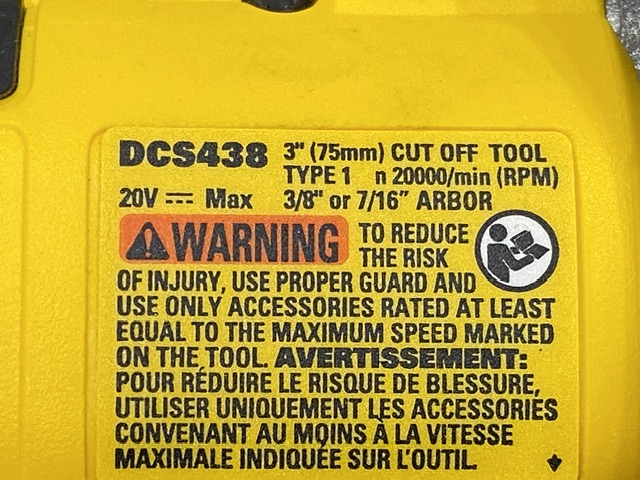 DCS438 3" (75mm) CUT OFF TOOL
TYPE 1 n 20000/min (RPM)
20V ⎓ Max 3/8" or 7/16" ARBOR
WARNING TO REDUCE
THE RISK
OF INJURY, USE PROPER GUARD AND
USE ONLY ACCESSORIES RATED AT LEAST
EQUAL TO THE MAXIMUM SPEED MARKED
ON THE TOOL. AVERTISSEMENT:
POUR RÉDUIRE LE RISQUE DE BLESSURE,
UTILISER UNIQUEMENT LES ACCESSOIRES
CONVENANT AU MOINS À LA VITESSE
MAXIMALE INDIQUÉE SUR L'OUTIL.